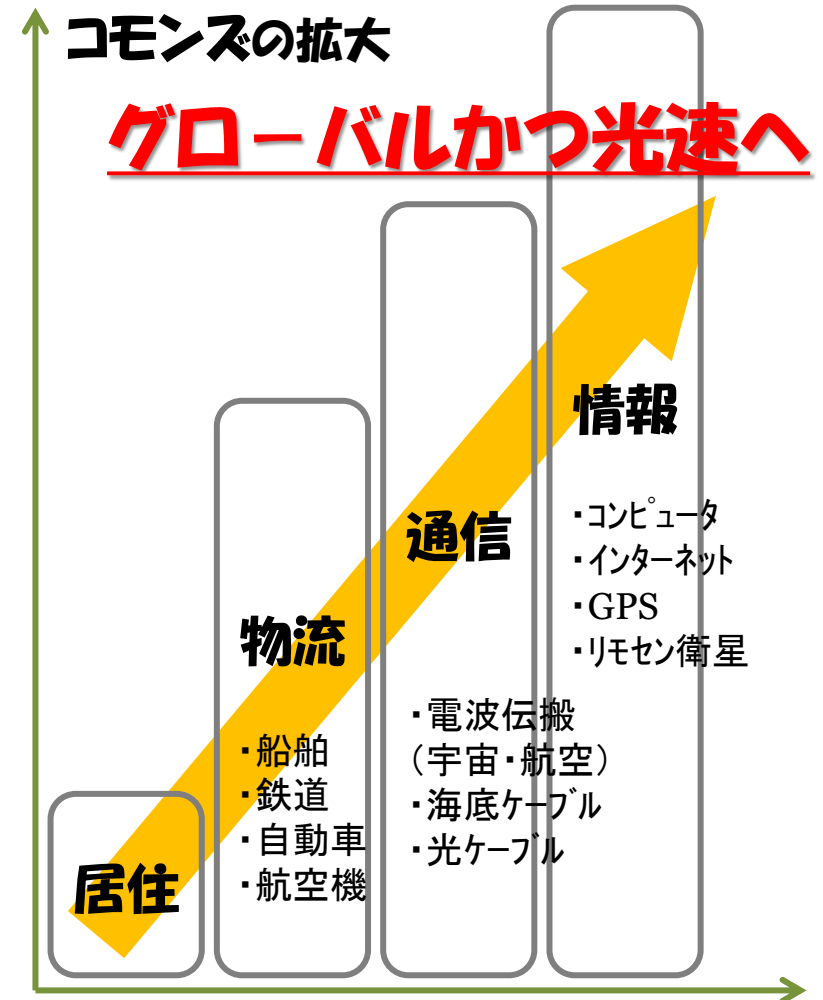 コモンズの拡大
グローバルかつ光速へ
居住
物流
・船舶
・鉄道
・自動車
・航空機
通信
・電波伝搬
（宇宙・航空）
・海底ｹｰﾌﾞﾙ
・光ｹｰﾌﾞﾙ
情報
・ｺﾝﾋﾟｭｰﾀ
・ｲﾝﾀｰﾈｯﾄ
・GPS
・ﾘﾓｾﾝ衛星